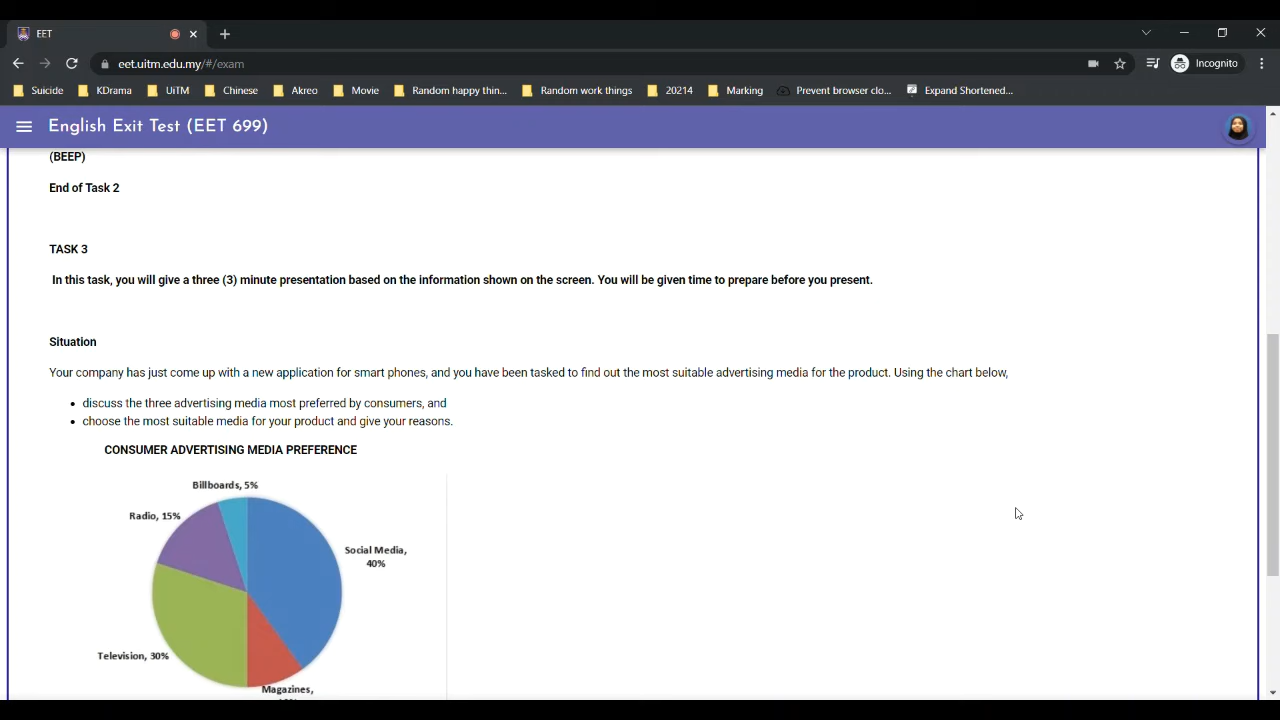 EET
eet.uitm.edu.my/#/exam
Incognito
Suicide KDrama UiTM Chinese Akreo Movie Random happy thin... Random work things 20214 Marking Prevent browser clo... Expand Shortened...
English Exit Test (EET 699)
(BEEP)
End of Task 2
TASK 3
In this task, you will give a three (3) minute presentation based on the information shown on the screen. You will be given time to prepare before you present.
Situation
Your company has just come up with a new application for smart phones, and you have been tasked to find out the most suitable advertising media for the product. Using the chart below,
• discuss the three advertising media most preferred by consumers, and
• choose the most suitable media for your product and give your reasons.
CONSUMER ADVERTISING MEDIA PREFERENCE
Billboards, 5%
Radio, 15%
Social Media,
40%
Television, 30%
Magazines,